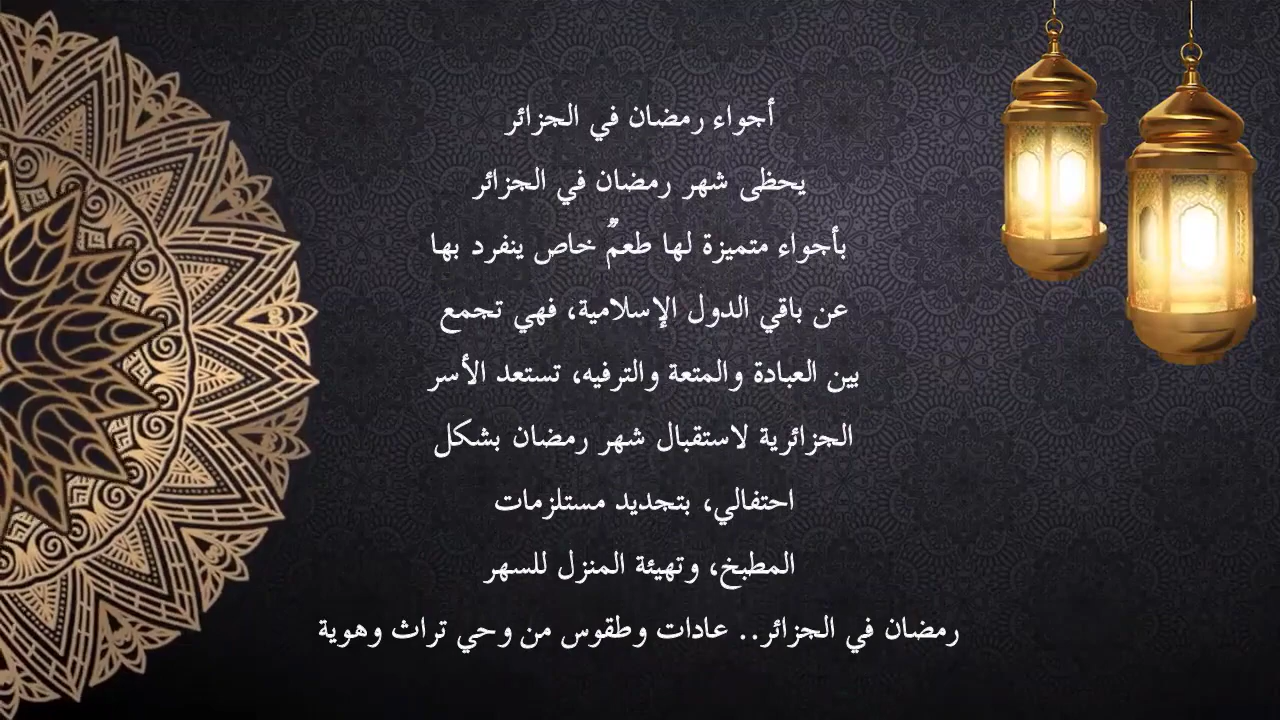 أجواء رمضان في الجزائر
يحظى شهر رمضان في الجزائر
بأجواء متميزة لها طعمٌ خاص ينفرد بها
عن باقي الدول الإسلامية، فهي تجمع
بين العبادة والمتعة والترفيه، تستعد الأسر
الجزائرية لاستقبال شهر رمضان بشكل
احتفالي، بتجديد مستلزمات
المطبخ، وتهيئة المنزل للسهر
رمضان في الجزائر.. عادات وطقوس من وحي تراث وهوية